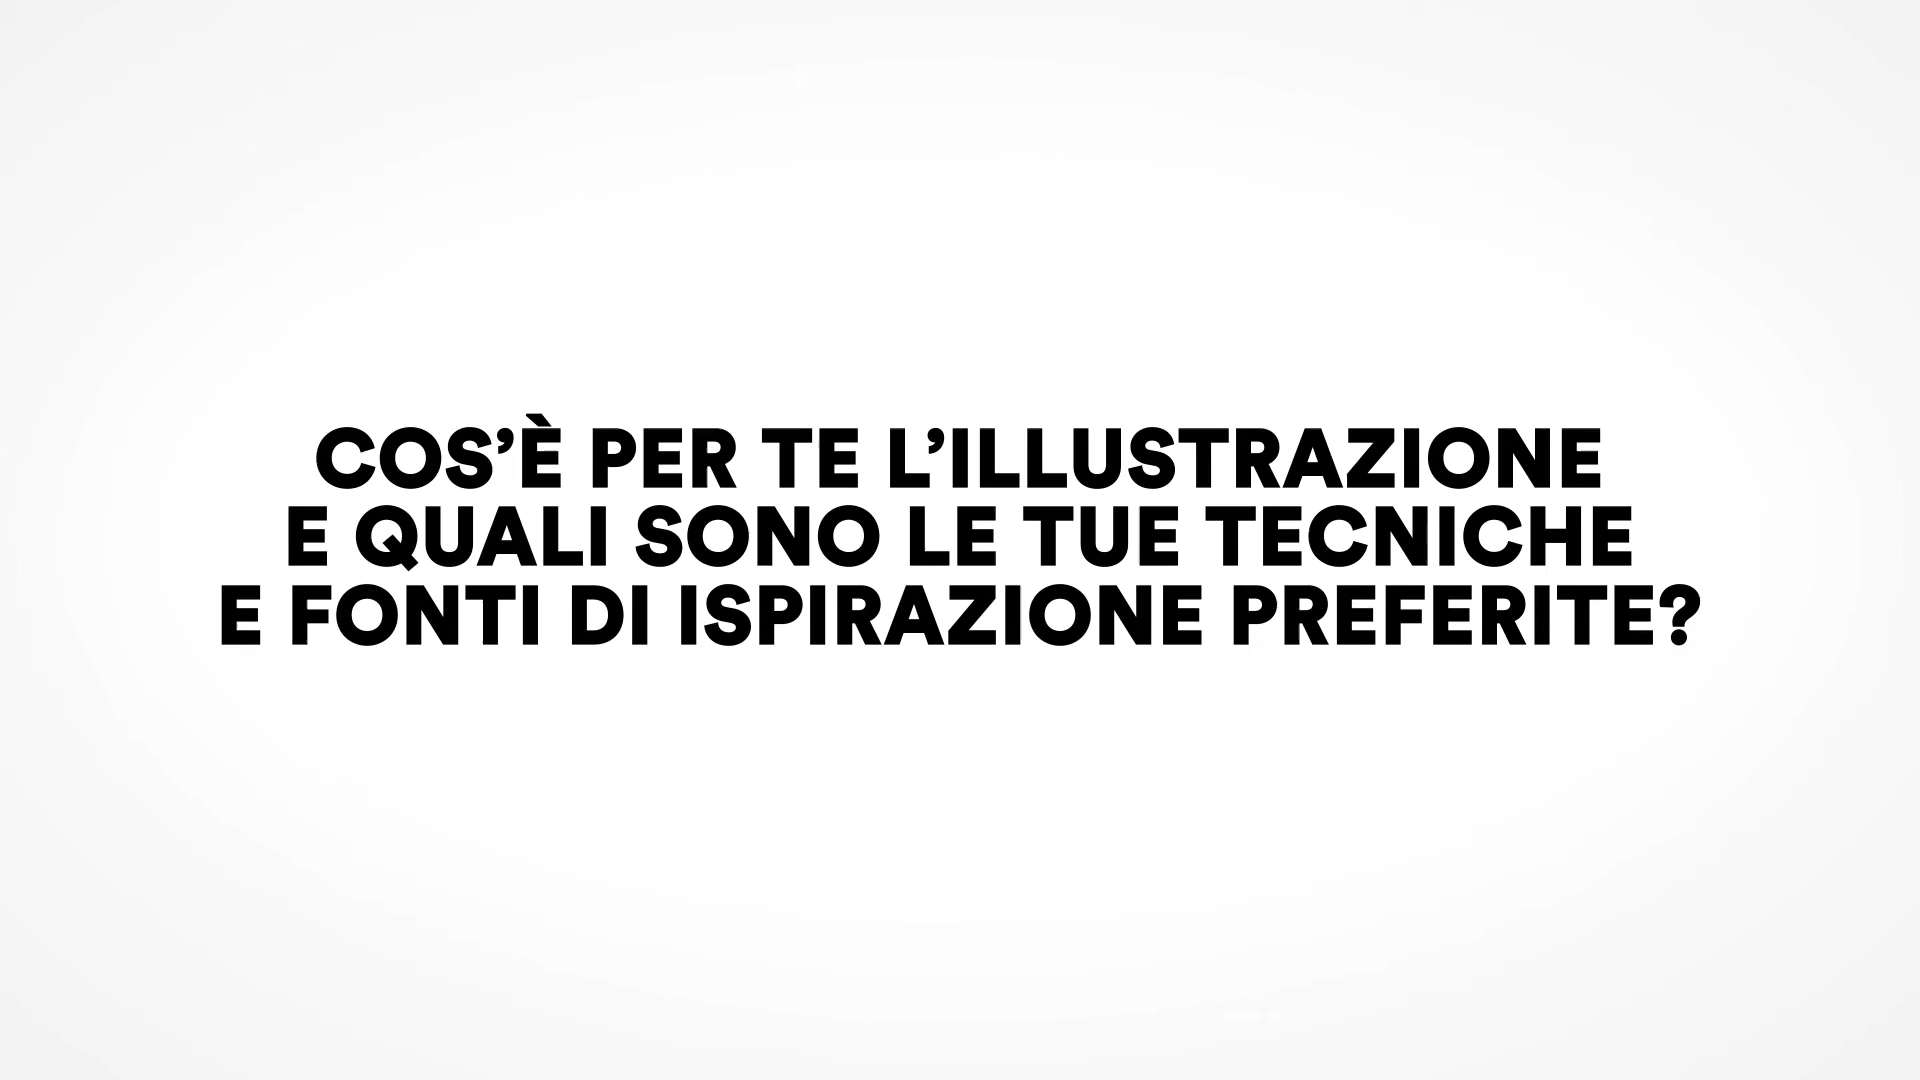 COS’È PER TE L’ILLUSTRAZIONE
E QUALI SONO LE TUE TECNICHE
E FONTI DI ISPIRAZIONE PREFERITE?